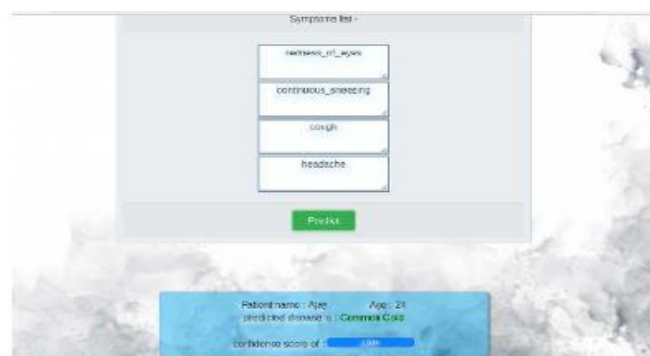 Symptoms list -
redness_of_eyes
continuous_sneezing
cough
headache
Predict
Patient name : Ajay Age : 24
predicted disease is : Common Cold
confidence score of :